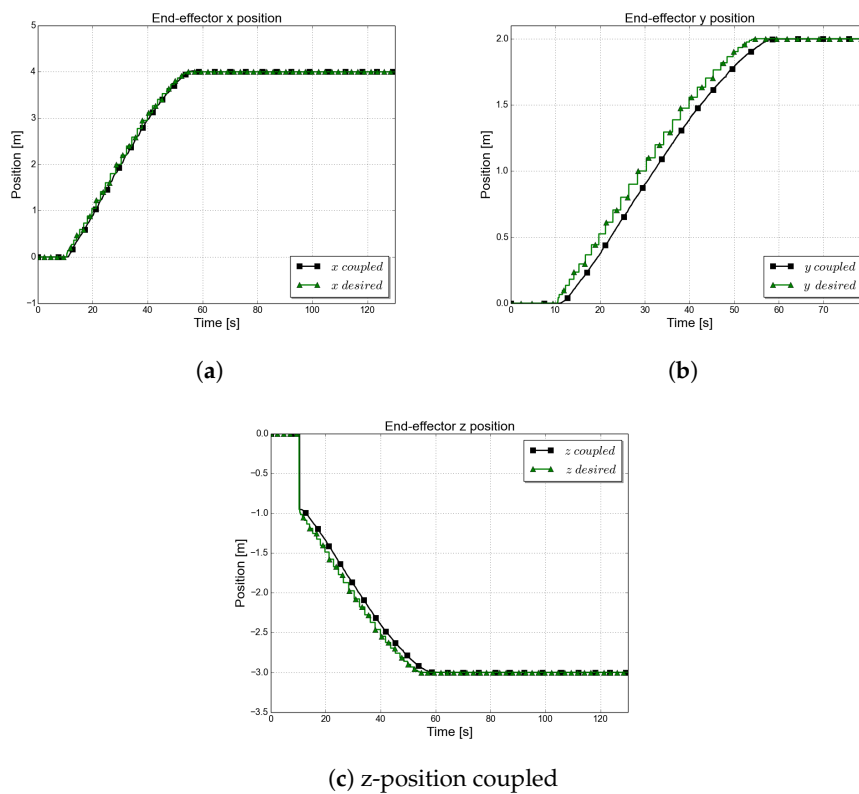 End-effector x position
5
4
3
2
1
0
−1
Position [m]
x coupled
x desired
0 20 40 60 80 100 120
Time [s]
(a)
End-effector y position
2.0
1.5
1.0
0.5
0.0
Position [m]
y coupled
y desired
0 10 20 30 40 50 60 70
Time [s]
(b)
End-effector z position
0.0
−0.5
−1.0
−1.5
−2.0
−2.5
−3.0
−3.5
Position [m]
z coupled
z desired
0 20 40 60 80 100 120
Time [s]
(c) z-position coupled